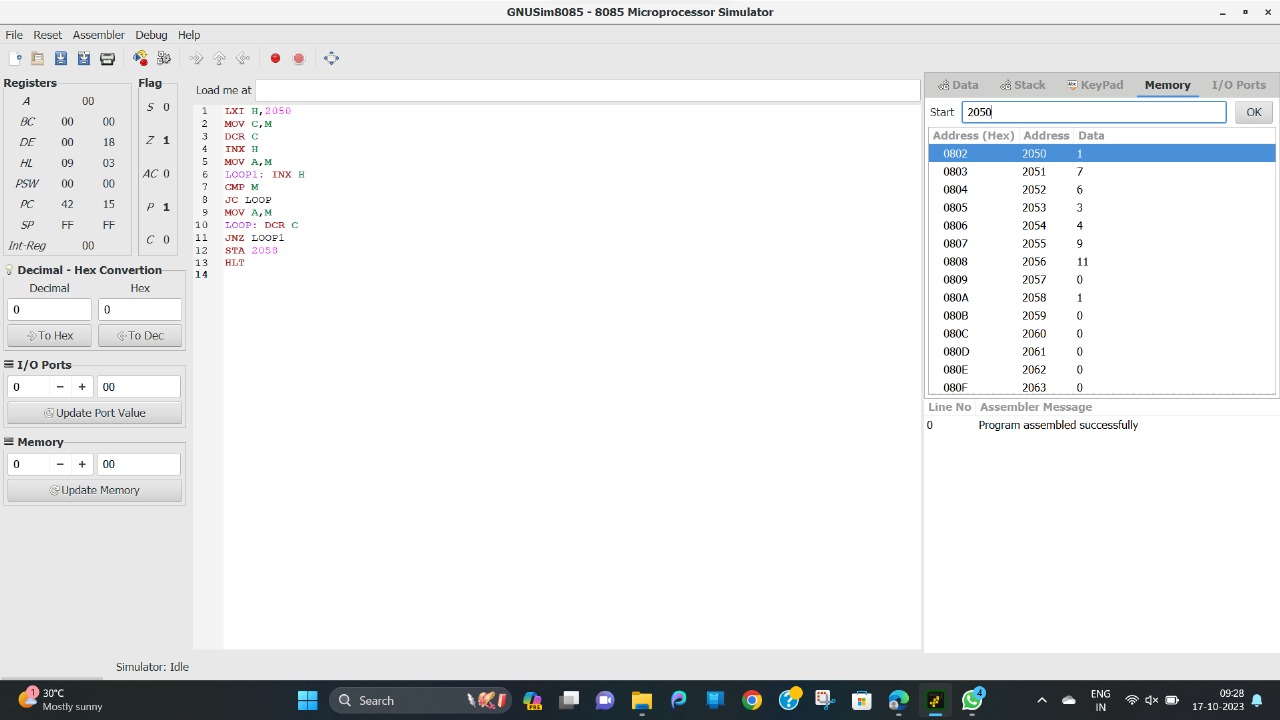 GNUSim8085 - 8085 Microprocessor Simulator
File Reset Assembler Debug Help
Registers
A 00
BC 00 00
DE 00 18
HL 09 03
PSW 00 00
PC 42 15
SP FF FF
Int-Reg 00
Flag
S 0
Z 1
AC 0
P 1
C 0
Decimal - Hex Convertion
Decimal Hex
0 0
To Hex To Dec
I/O Ports
0 − + 00
Update Port Value
Memory
0 − + 00
Update Memory
Load me at
1 LXI H,2050
2 MOV C,M
3 DCR C
4 INX H
5 MOV A,M
6 LOOP1: INX H
7 CMP M
8 JC LOOP
9 MOV A,M
10 LOOP: DCR C
11 JNZ LOOP1
12 STA 2058
13 HLT
14
Data Stack KeyPad Memory I/O Ports
Start 2050 OK
Address (Hex) Address Data
0802 2050 1
0803 2051 7
0804 2052 6
0805 2053 3
0806 2054 4
0807 2055 9
0808 2056 11
0809 2057 0
080A 2058 1
080B 2059 0
080C 2060 0
080D 2061 0
080E 2062 0
080F 2063 0
Line No Assembler Message
0 Program assembled successfully
Simulator: Idle
1
30°C
Mostly sunny
Search
PRE
4
ENG
IN
09:28
17-10-2023